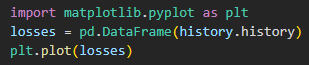 import matplotlib.pyplot as plt
losses = pd.DataFrame(history.history)
plt.plot(losses)